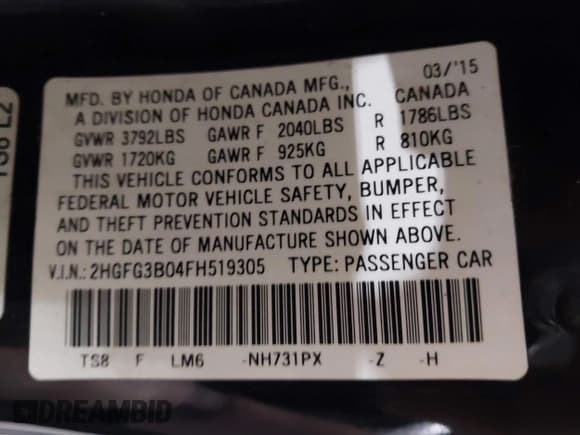 03/'15
MFD. BY HONDA OF CANADA MFG.,
A DIVISION OF HONDA CANADA INC. CANADA
GVWR 3792LBS GAWR F 2040LBS R 1786LBS
GVWR 1720KG GAWR F 925KG R 810KG
THIS VEHICLE CONFORMS TO ALL APPLICABLE
FEDERAL MOTOR VEHICLE SAFETY, BUMPER,
AND THEFT PREVENTION STANDARDS IN EFFECT
ON THE DATE OF MANUFACTURE SHOWN ABOVE.
V.I.N.: 2HGFG3B04FH519305 TYPE: PASSENGER CAR
TS8 F LM6 -NH731PX -Z -H
DREAMBID